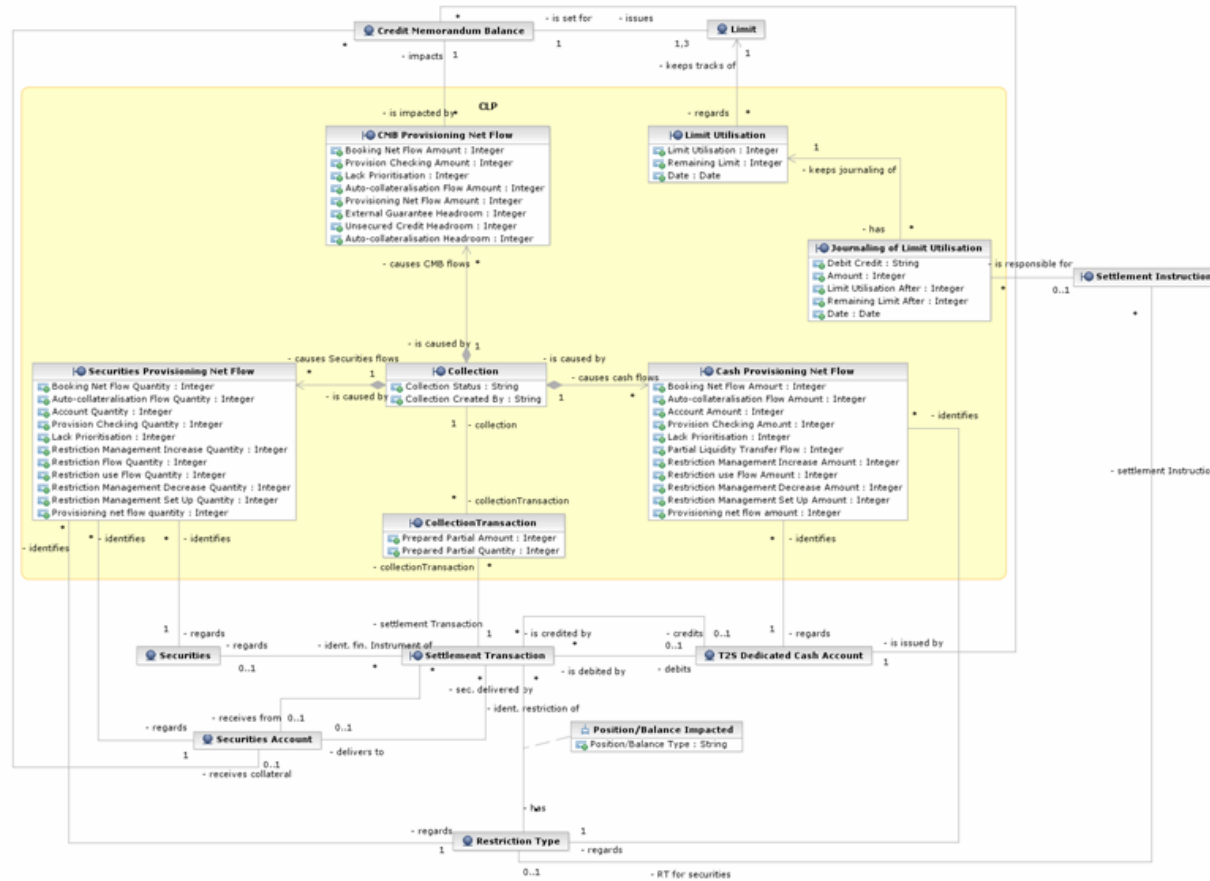 *
- is set for
- issues
Credit Memorandum Balance
Limit
*
1
1,3
- impacts
1
1
- keeps tracks of
CLP
- is impacted by*
- regards
*
CMB Provisioning Net Flow
Booking Net Flow Amount : Integer
Provision Checking Amount : Integer
Lack Prioritisation : Integer
Auto-collateralisation Flow Amount : Integer
Provisioning Net Flow Amount : Integer
External Guarantee Headroom : Integer
Unsecured Credit Headroom : Integer
Auto-collateralisation Headroom : Integer
Limit Utilisation
Limit Utilisation : Integer
Remaining Limit : Integer
Date : Date
1
- keeps journaling of
- has
*
Journaling of Limit Utilisation
Debit Credit : String
Amount : Integer
Limit Utilisation After : Integer
Remaining Limit After : Integer
Date : Date
- is responsible for
*
0..1
Settlement Instruction
*
- causes CMB flows
*
- is caused by
1
- causes Securities flows
*
1
- is caused by
- is caused by
- causes cash flows
1
*
Securities Provisioning Net Flow
Booking Net Flow Quantity : Integer
Auto-collateralisation Flow Quantity : Integer
Account Quantity : Integer
Provision Checking Quantity : Integer
Lack Prioritisation : Integer
Restriction Management Increase Quantity : Integer
Restriction Flow Quantity : Integer
Restriction use Flow Quantity : Integer
Restriction Management Decrease Quantity : Integer
Restriction Management Set Up Quantity : Integer
Provisioning net flow quantity : Integer
Collection
Collection Status : String
Collection Created By : String
Cash Provisioning Net Flow
Booking Net Flow Amount : Integer
Auto-collateralisation Flow Amount : Integer
Account Amount : Integer
Provision Checking Amount : Integer
Lack Prioritisation : Integer
Partial Liquidity Transfer Flow : Integer
Restriction Management Increase Amount : Integer
Restriction use Flow Amount : Integer
Restriction Management Decrease Amount : Integer
Restriction Management Set Up Amount : Integer
Provisioning net flow amount : Integer
*
- identifies
- settlement Instructio
1
- collection
*
- collectionTransaction
CollectionTransaction
Prepared Partial Amount : Integer
Prepared Partial Quantity : Integer
- collectionTransaction
*
*
- identifies
*
- identifies
*
- identifies
*
- identifies
- settlement Transaction
1
1
- regards
- regards
0..1
Securities
- ident. fin. Instrument of
*
Settlement Transaction
*
- is credited by
- credits
0..1
*
0..1
- is debited by
- debits
1
- regards
T2S Dedicated Cash Account
- is issued by
1
*
*
*
- sec. delivered by
- ident. restriction of
- receives from
0..1
- regards
0..1
Securities Account
- delivers to
1
0..1
- receives collateral
Position/Balance Impacted
Position/Balance Type : String
- has
*
- regards
1
Restriction Type
1
- regards
0..1
- RT for securities